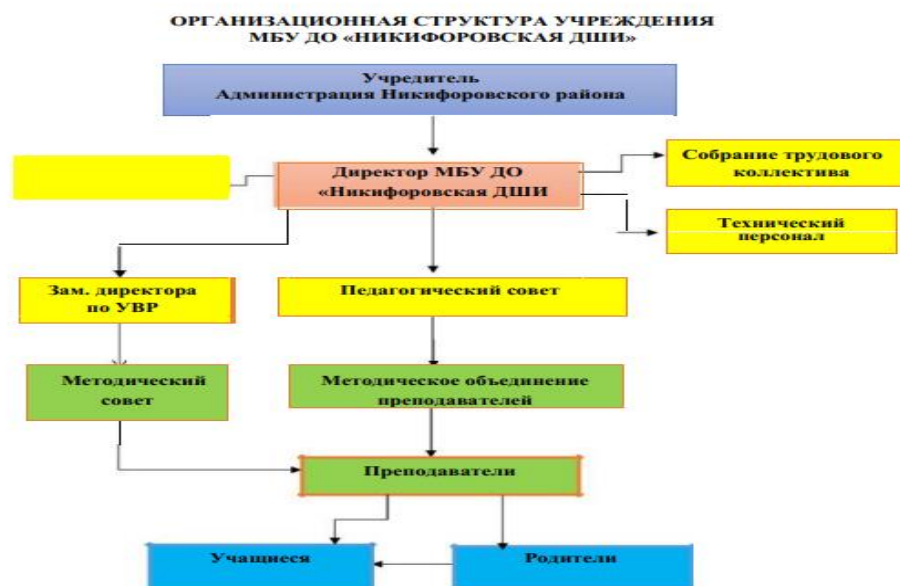 ОРГАНИЗАЦИОННАЯ СТРУКТУРА УЧРЕЖДЕНИЯ
МБУ ДО «НИКИФОРОВСКАЯ ДШИ»
Учредитель
Администрация Никифоровского района
Директор МБУ ДО
«Никифоровская ДШИ
Собрание трудового
коллектива
Технический
персонал
Зам. директора
по УВР
Педагогический совет
Методический
совет
Методическое объединение
преподавателей
Преподаватели
Учащиеся
Родители